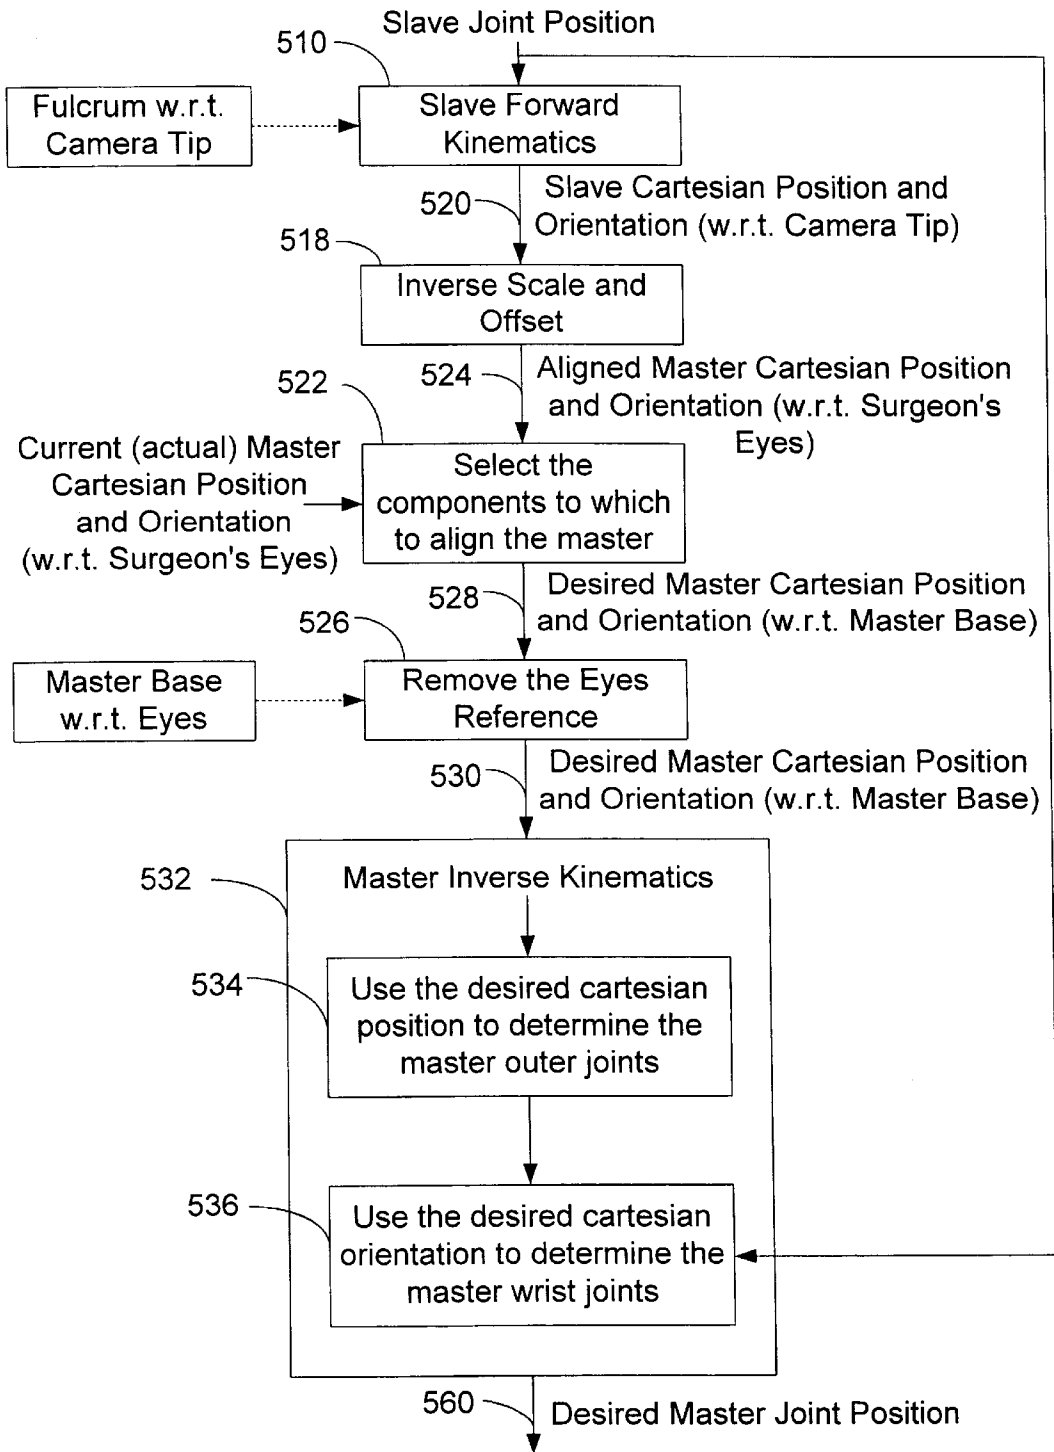 Slave Joint Position
510
Fulcrum w.r.t.
Camera Tip
Slave Forward
Kinematics
520
Slave Cartesian Position and
Orientation (w.r.t. Camera Tip)
518
Inverse Scale and
Offset
524
Aligned Master Cartesian Position
and Orientation (w.r.t. Surgeon's
Eyes)
522
Current (actual) Master
Cartesian Position
and Orientation
(w.r.t. Surgeon's Eyes)
Select the
components to which
to align the master
528
Desired Master Cartesian Position
and Orientation (w.r.t. Master Base)
526
Master Base
w.r.t. Eyes
Remove the Eyes
Reference
530
Desired Master Cartesian Position
and Orientation (w.r.t. Master Base)
532
Master Inverse Kinematics
534
Use the desired cartesian
position to determine the
master outer joints
536
Use the desired cartesian
orientation to determine the
master wrist joints
560
Desired Master Joint Position